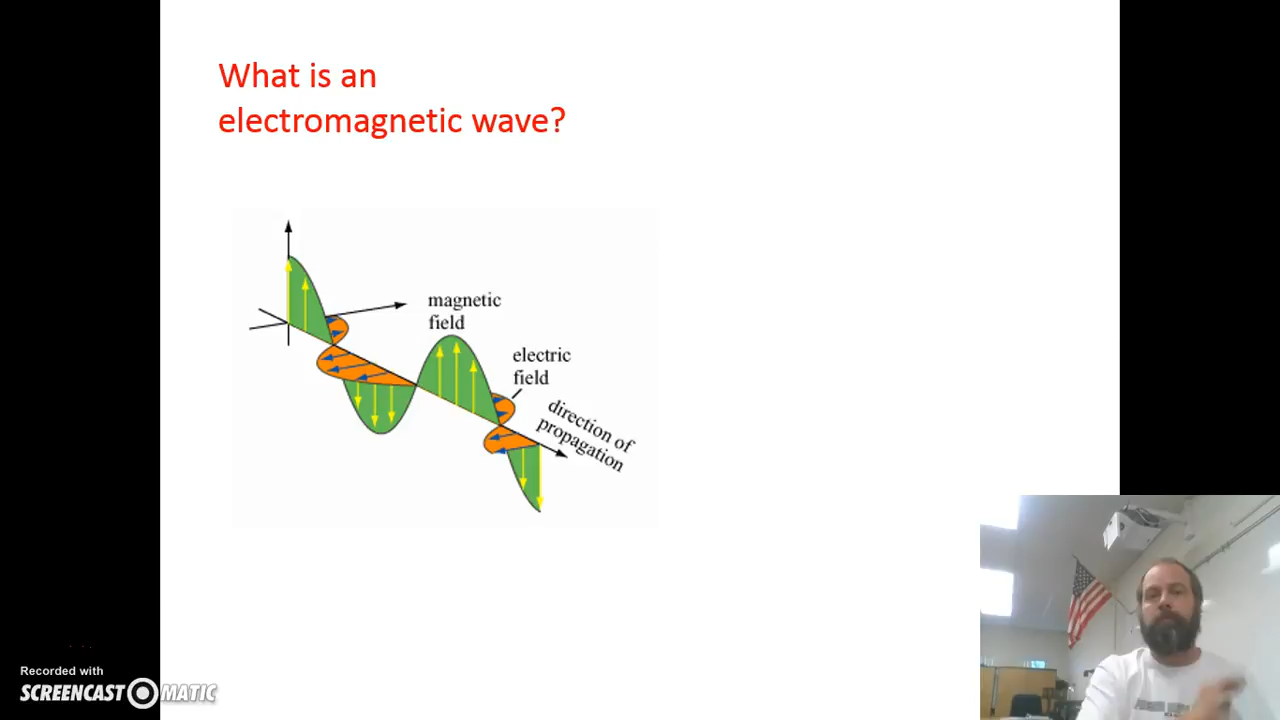 What is an
electromagnetic wave?
magnetic
field
electric
field
direction of
propagation
Recorded with
SCREENCAST MATIC